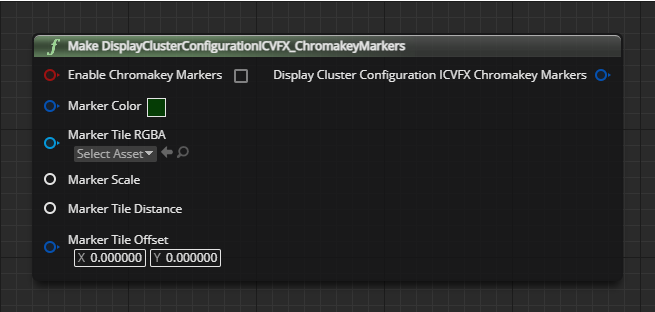 f Make DisplayClusterConfigurationICVFX_ChromakeyMarkers
Enable Chromakey Markers Display Cluster Configuration ICVFX Chromakey Markers
Marker Color
Marker Tile RGBA
Select Asset
Marker Scale
Marker Tile Distance
Marker Tile Offset
X 0.000000 Y 0.000000